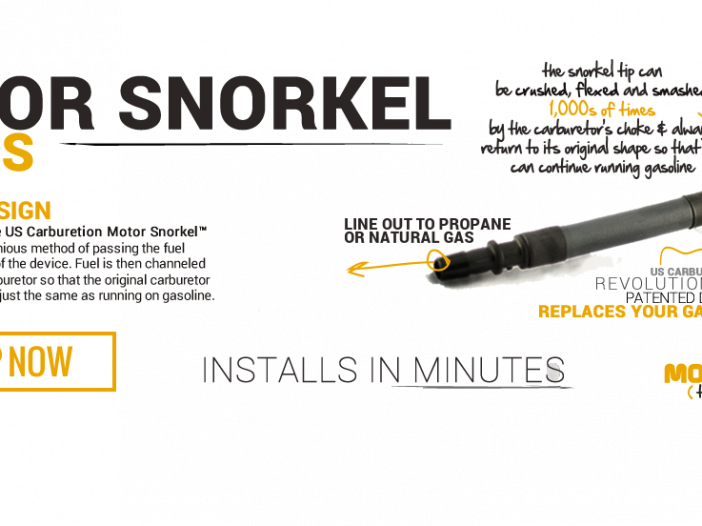 OR SNORKEL
S
SIGN
e US Carburetion Motor Snorkel™
nious method of passing the fuel
of the device. Fuel is then channeled
buretor so that the original carburetor
just the same as running on gasoline.
P NOW
the snorkel tip can
be crushed, flexed and smashed
1,000s of times
by the carburetor's choke & alwa
return to its original shape so that
can continue running gasoline
LINE OUT TO PROPANE
OR NATURAL GAS
US CARBU
REVOLUTION
PATENTED D
REPLACES YOUR GA
INSTALLS IN MINUTES
MO
(t